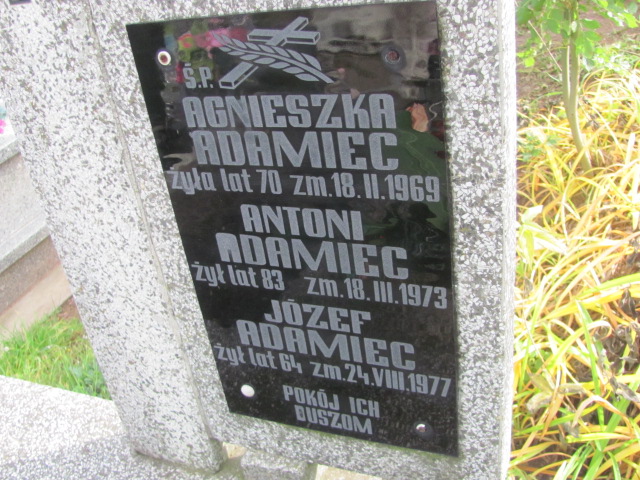 Ś.P.
AGNIESZKA
ADAMIEC
żyła lat 70 zm. 18. II. 1969
ANTONI
ADAMIEC
żył lat 83 zm. 18. III. 1973
JÓZEF
ADAMIEC
żył lat 64 zm. 24. VIII. 1977
POKÓJ ICH
DUSZOM